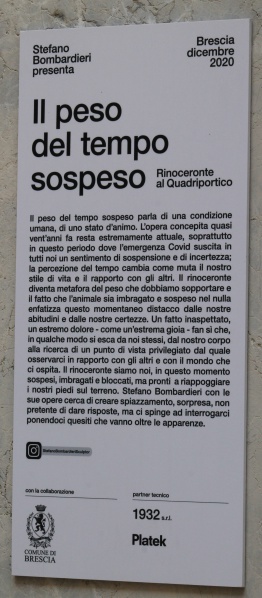 Stefano
Bombardieri
presenta
Brescia
dicembre
2020
Il peso
del tempo
sospeso
Rinoceronte
al Quadriportico
Il peso del tempo sospeso parla di una condizione
umana, di uno stato d'animo. L'opera concepita quasi
vent'anni fa resta estremamente attuale, soprattutto
in questo periodo dove l'emergenza Covid suscita in
tutti noi un sentimento di sospensione e di incertezza;
la percezione del tempo cambia come muta il nostro
stile di vita e il rapporto con gli altri. Il rinoceronte
diventa metafora del peso che dobbiamo sopportare e
il fatto che l'animale sia imbragato e sospeso nel nulla
enfatizza questo momentaneo distacco dalle nostre
abitudini e dalle nostre certezze. Un fatto inaspettato,
un estremo dolore - come un'estrema gioia - fan sì che,
in qualche modo si esca da noi stessi, dal nostro corpo
alla ricerca di un punto di vista privilegiato dal quale
osservarci in rapporto con gli altri e con il mondo che
ci ospita. Il rinoceronte siamo noi, in questo momento
sospesi, imbragati e bloccati, ma pronti a riappoggiare
i nostri piedi sul terreno. Stefano Bombardieri con le
sue opere cerca di creare spiazzamento, sorpresa, non
pretende di dare risposte, ma ci spinge ad interrogarci
ponendoci quesiti che vanno oltre le apparenze.
StefanoBombardieriSculptor
con la collaborazione
partner tecnico
COMUNE DI
BRESCIA
1932 s.r.l.
Platek